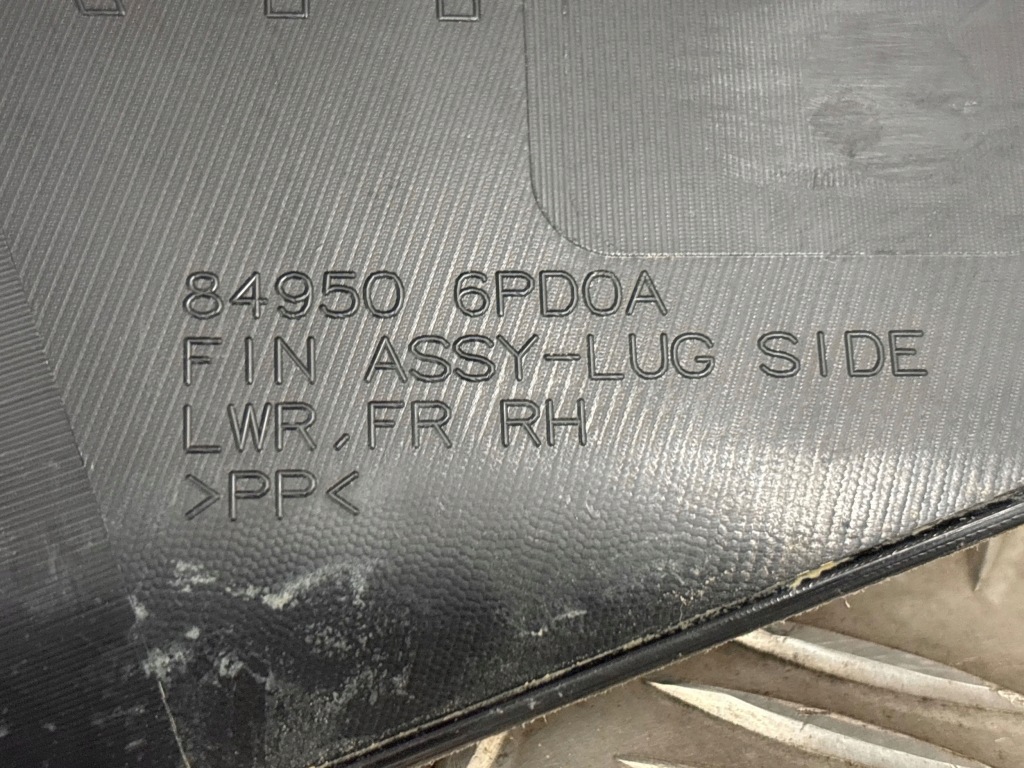 84950 6PD0A
FIN ASSY-LUG SIDE
LWR,FR RH
>PP<